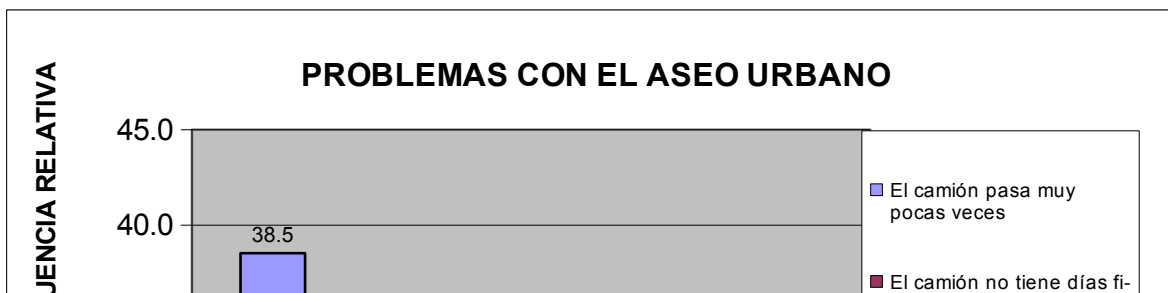 PROBLEMAS CON EL ASEO URBANO
UENCIA RELATIVA
45.0
40.0
38.5
El camión pasa muy
pocas veces
El camión no tiene días fi-